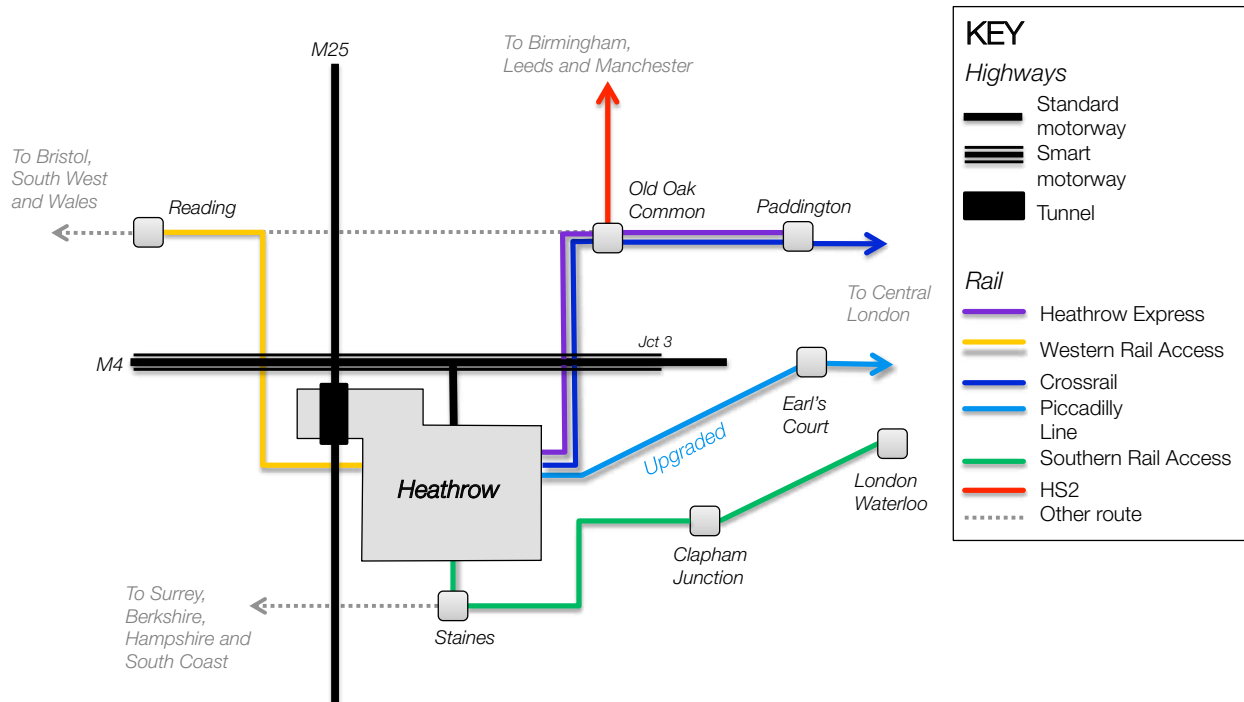 M25
To Birmingham,
Leeds and Manchester
To Bristol,
South West
and Wales
Reading
Old Oak
Common
Paddington
To Central
London
M4
Jct 3
Earl's
Court
Upgraded
Heathrow
London
Waterloo
Clapham
Junction
To Surrey,
Berkshire,
Hampshire and
South Coast
Staines
KEY
Highways
Standard
motorway
Smart
motorway
Tunnel
Rail
Heathrow Express
Western Rail Access
Crossrail
Piccadilly
Line
Southern Rail Access
HS2
Other route